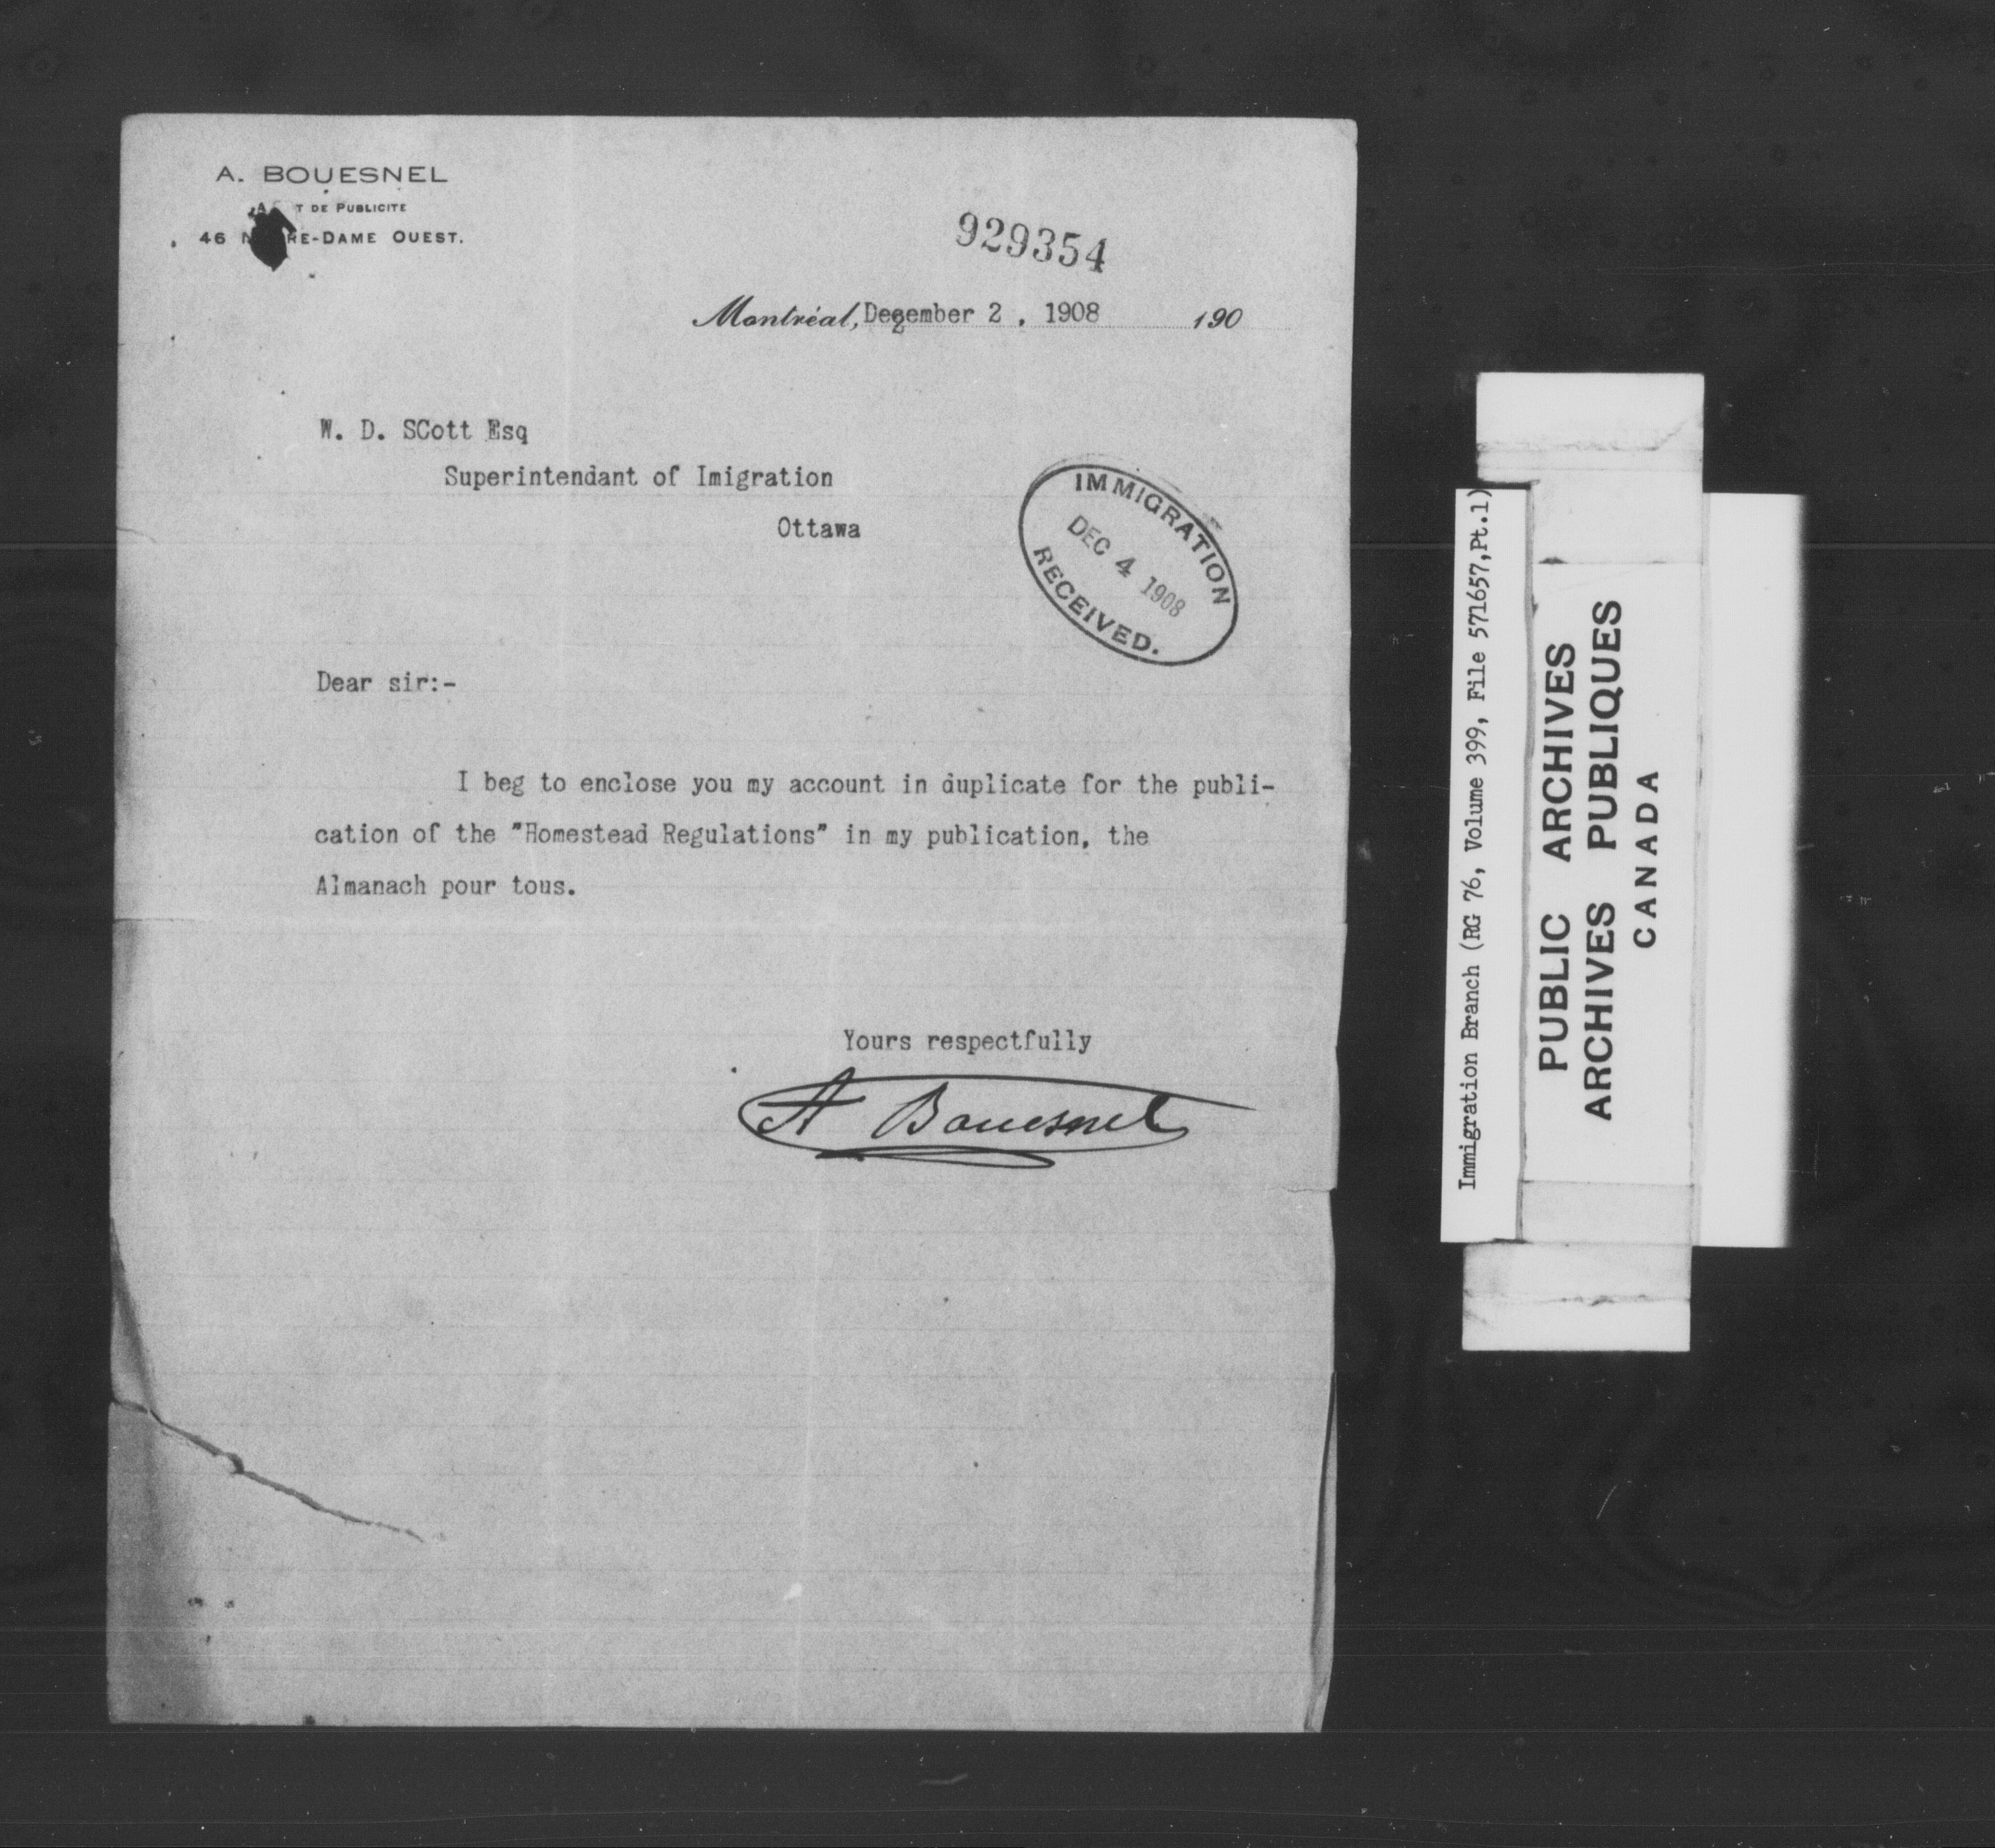 A. BOUESNEL
DE PUBLICITE
46 RE-DAME OUEST.
929354
Montréal, December 2 , 1908 190
W. D. SCott Esq
Superintendant of Imigration
Ottawa
IMMIGRATION
DEC 4 1908
RECEIVED.
Dear sir:-
I beg to enclose you my account in duplicate for the publi-
cation of the "Homestead Regulations" in my publication, the
Almanach pour tous.
Yours respectfully
A Bouesnel
Immigration Branch (RG 76, Volume 399, File 571657,Pt.1)
PUBLIC ARCHIVES
ARCHIVES PUBLIQUES
CANADA